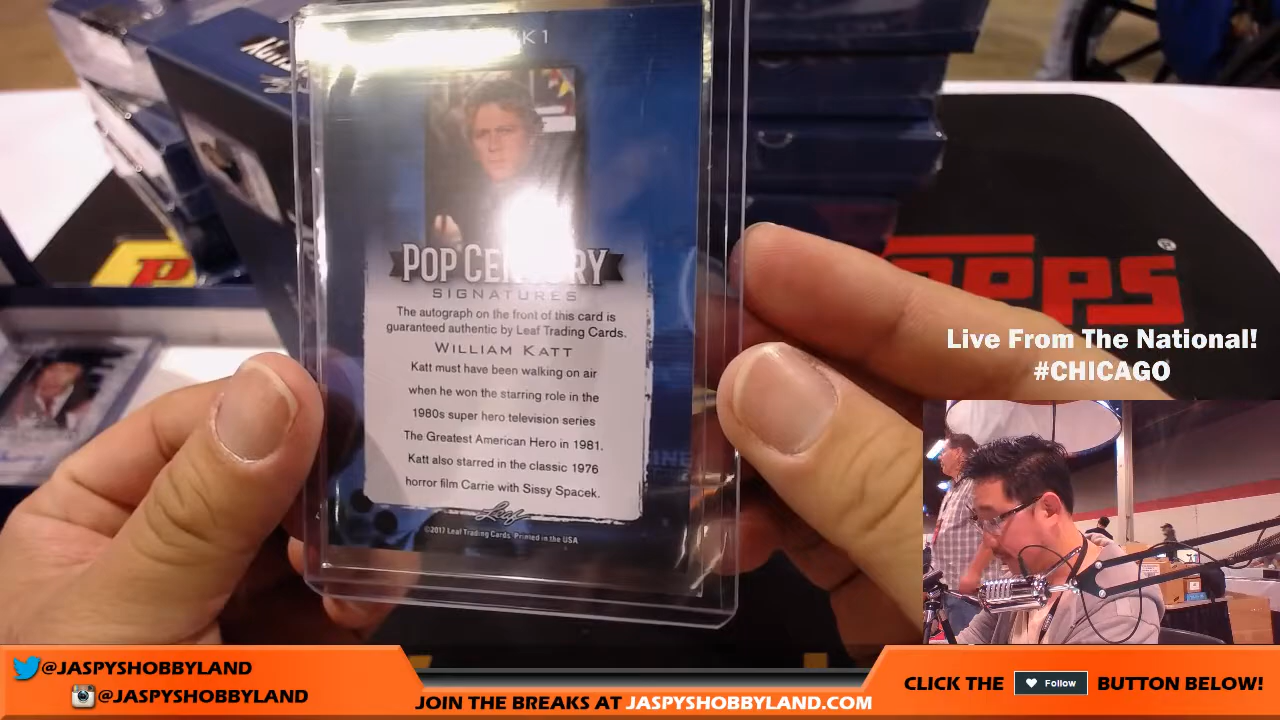 POP CENTURY
SIGNATURES
The autograph on the front of this card is
guaranteed authentic by Leaf Trading Cards.
WILLIAM KATT
Katt must have been walking on air
when he won the starring role in the
1980s super hero television series
The Greatest American Hero in 1981.
Katt also starred in the classic 1976
horror film Carrie with Sissy Spacek.
Leaf
©2017 Leaf Trading Cards. Printed in the USA
Topps
®
Live From The National!
#CHICAGO
@JASPYSHOBBYLAND
@JASPYSHOBBYLAND
JOIN THE BREAKS AT JASPYSHOBBYLAND.COM
CLICK THE Follow BUTTON BELOW!